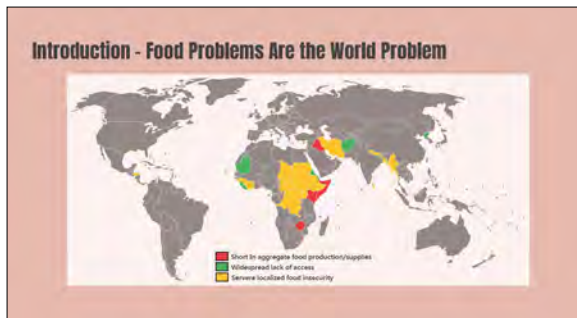 Introduction - Food Problems Are the World Problem
Short in aggregate food production/supplies
Widespread lack of access
Servere localized food insecurity